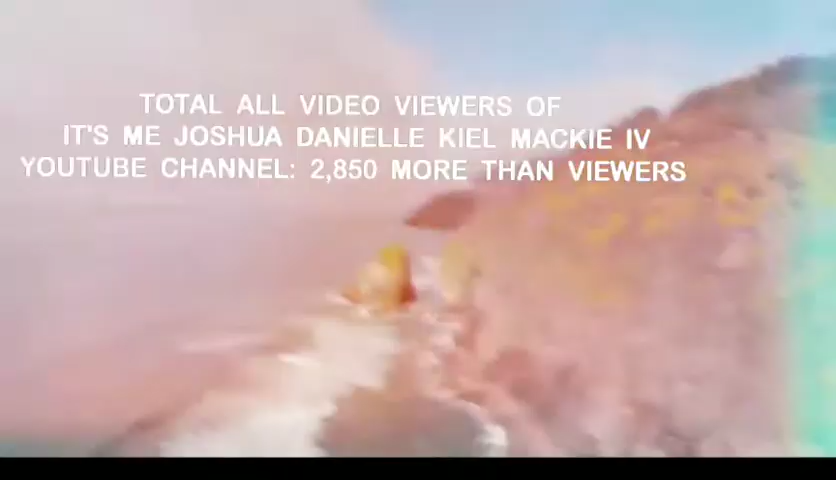 TOTAL ALL VIDEO VIEWERS OF
IT'S ME JOSHUA DANIELLE KIEL MACKIE IV
YOUTUBE CHANNEL: 2,850 MORE THAN VIEWERS